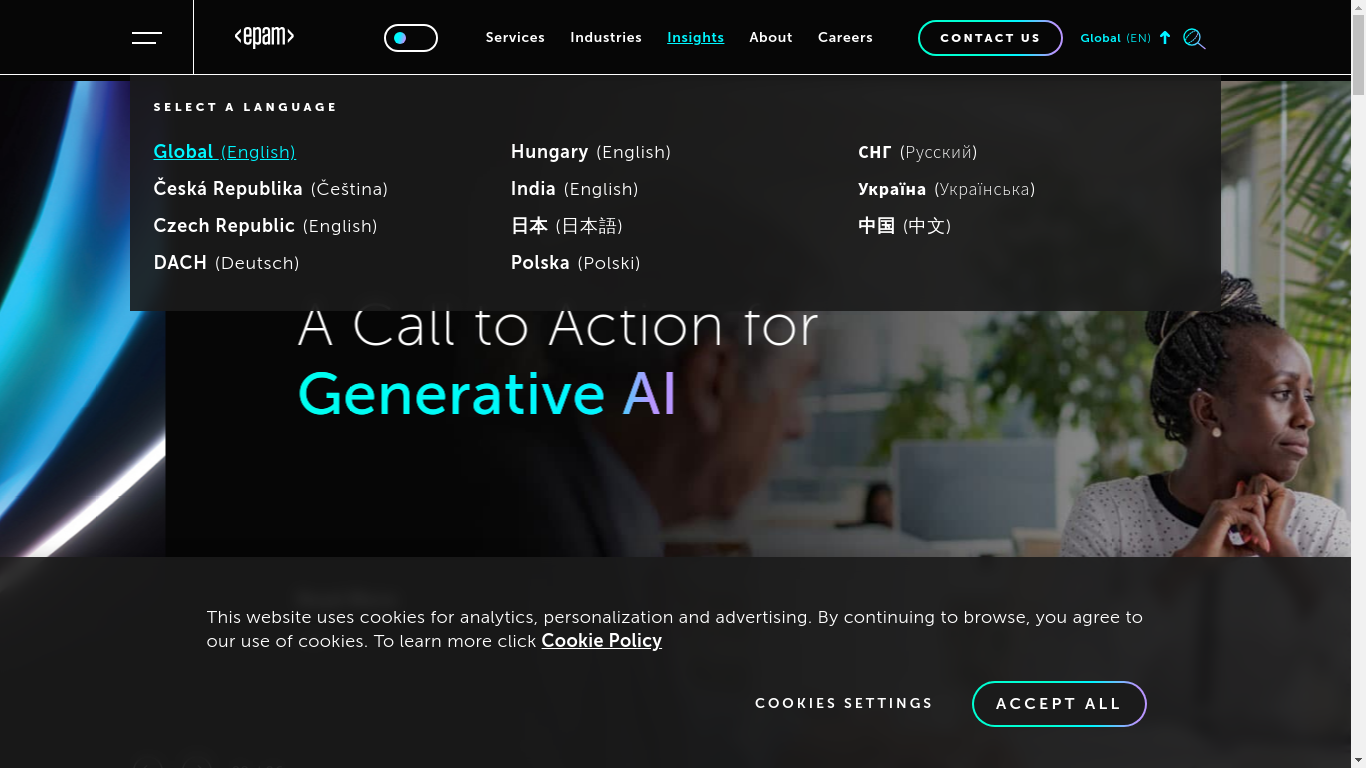 <epam>
Services Industries Insights About Careers
CONTACT US
Global (EN)
SELECT A LANGUAGE
Global (English)
Česká Republika (Čeština)
Czech Republic (English)
DACH (Deutsch)
Hungary (English)
India (English)
日本 (日本語)
Polska (Polski)
СНГ (Русский)
Україна (Українська)
中国 (中文)
A Call to Action for
Generative AI
This website uses cookies for analytics, personalization and advertising. By continuing to browse, you agree to
our use of cookies. To learn more click Cookie Policy
COOKIES SETTINGS
ACCEPT ALL